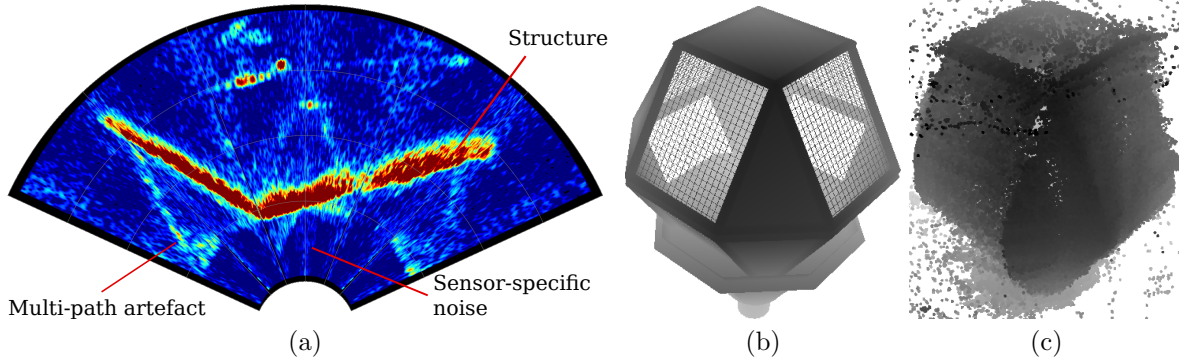 Structure
Multi-path artefact
Sensor-specific
noise
(a)
(b)
(c)